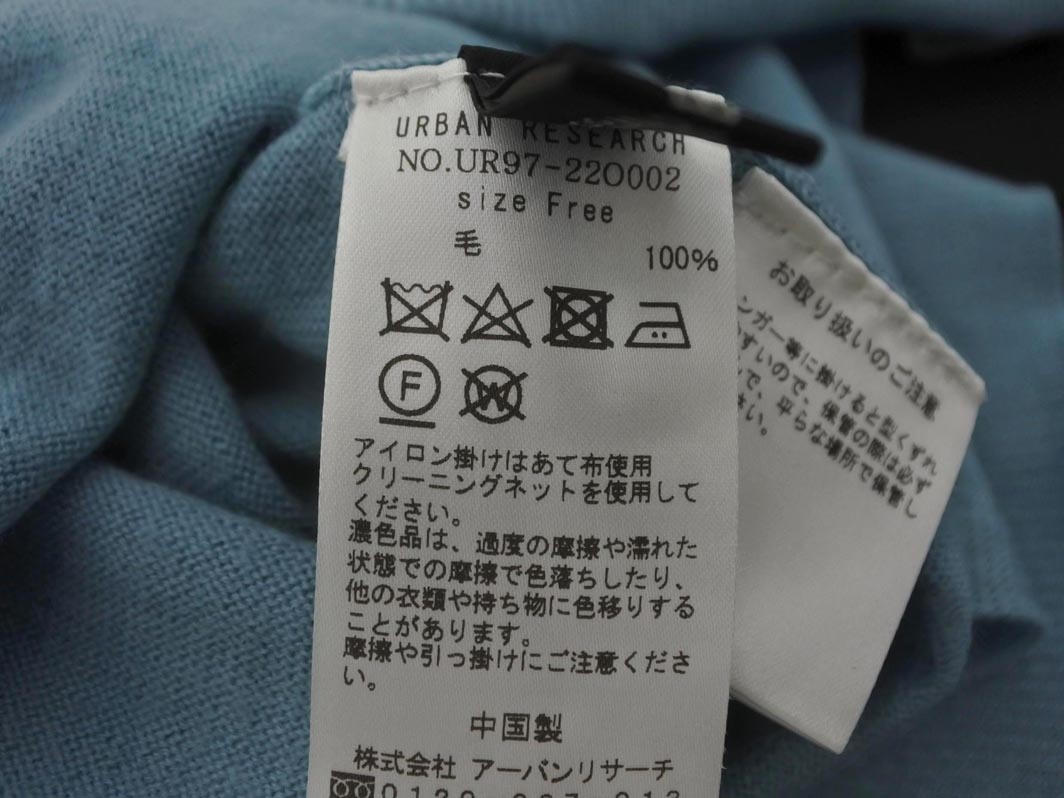 URBAN RESEARCH
NO.UR97-220002
size Free
毛 100%
F
W
アイロン掛けはあて布使用
クリーニングネットを使用して
ください。
濃色品は、過度の摩擦や濡れた
状態での摩擦で色落ちしたり、
他の衣類や持ち物に色移りする
ことがあります。
摩擦や引っ掛けにご注意くださ
い。
中国製
株式会社 アーバンリサーチ
お取り扱いのご注意
ンガー等に掛けると型くずれ
すいので、保管の際は必ず
で、平らな場所で保管し
さい。